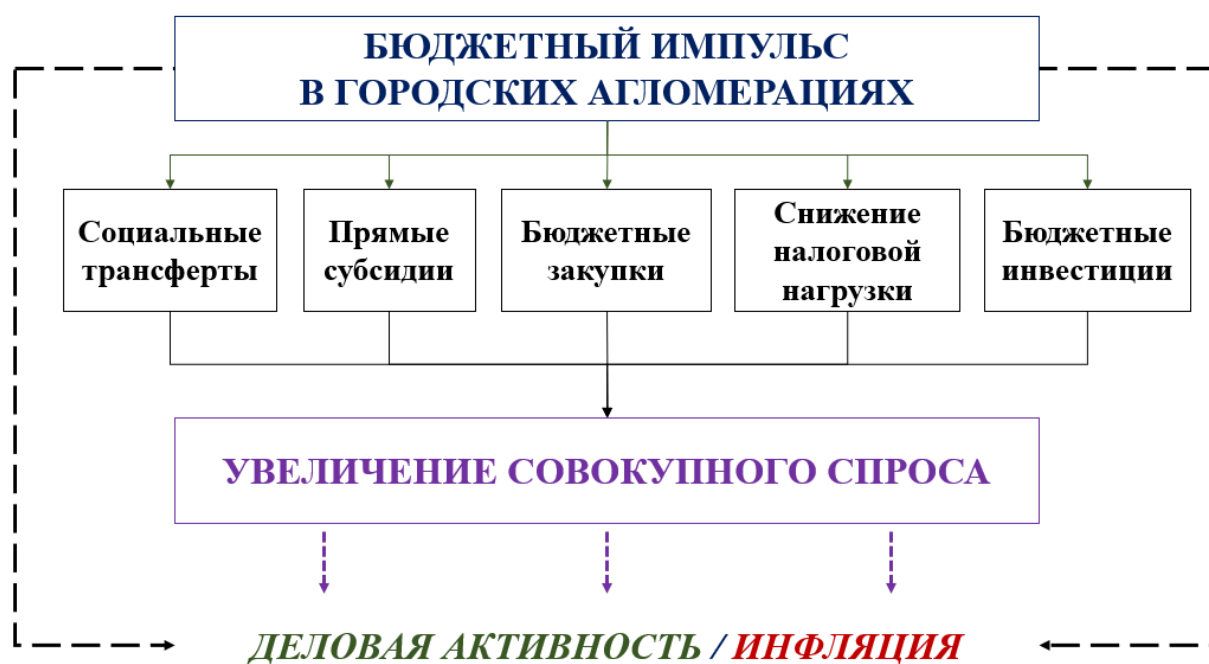 БЮДЖЕТНЫЙ ИМПУЛЬС
В ГОРОДСКИХ АГЛОМЕРАЦИЯХ
Социальные
трансферты
Прямые
субсидии
Бюджетные
закупки
Снижение
налоговой
нагрузки
Бюджетные
инвестиции
УВЕЛИЧЕНИЕ СОВОКУПНОГО СПРОСА
ДЕЛОВАЯ АКТИВНОСТЬ / ИНФЛЯЦИЯ